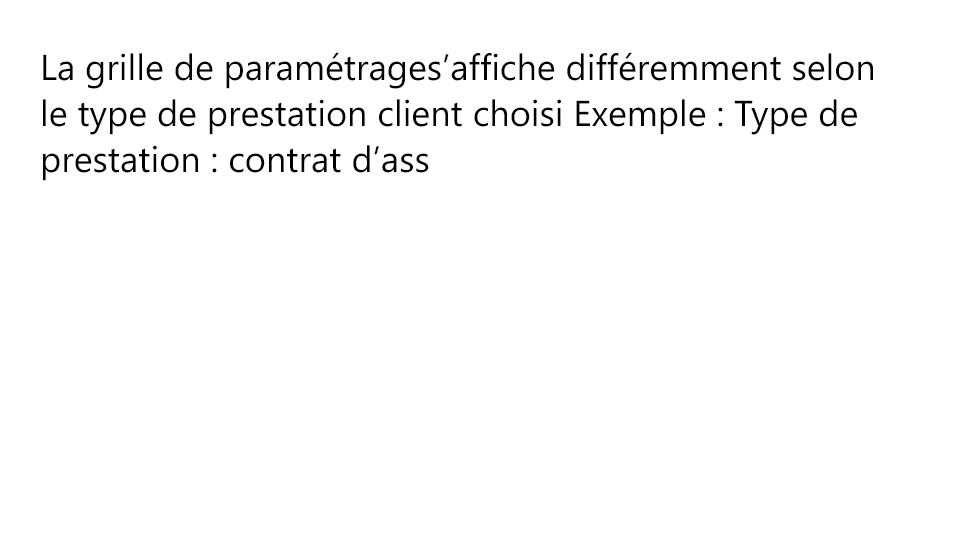 La grille de paramétrages’affiche différemment selon
le type de prestation client choisi Exemple : Type de
prestation : contrat d’ass